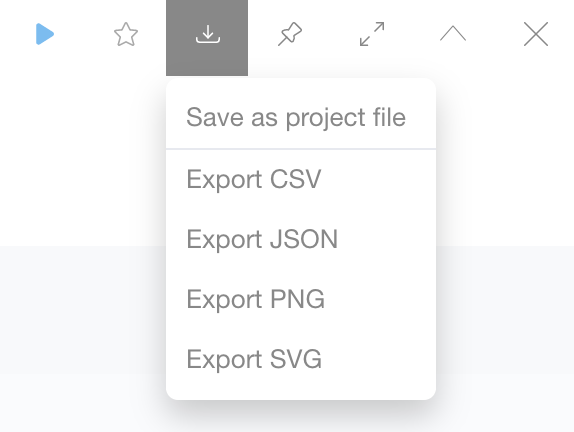 Save as project file
Export CSV
Export JSON
Export PNG
Export SVG